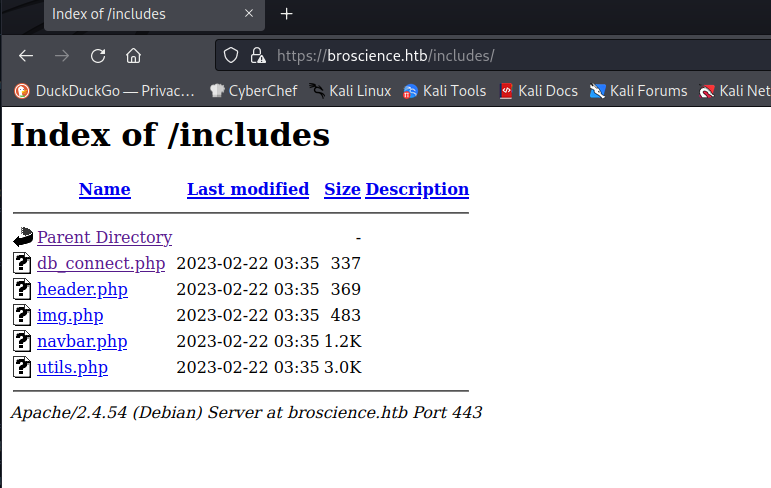 Index of /includes
https://broscience.htb/includes/
DuckDuckGo — Privac… CyberChef Kali Linux Kali Tools Kali Docs Kali Forums Kali Net
Index of /includes
Name Last modified Size Description
Parent Directory -
db_connect.php 2023-02-22 03:35 337
header.php 2023-02-22 03:35 369
img.php 2023-02-22 03:35 483
navbar.php 2023-02-22 03:35 1.2K
utils.php 2023-02-22 03:35 3.0K
Apache/2.4.54 (Debian) Server at broscience.htb Port 443